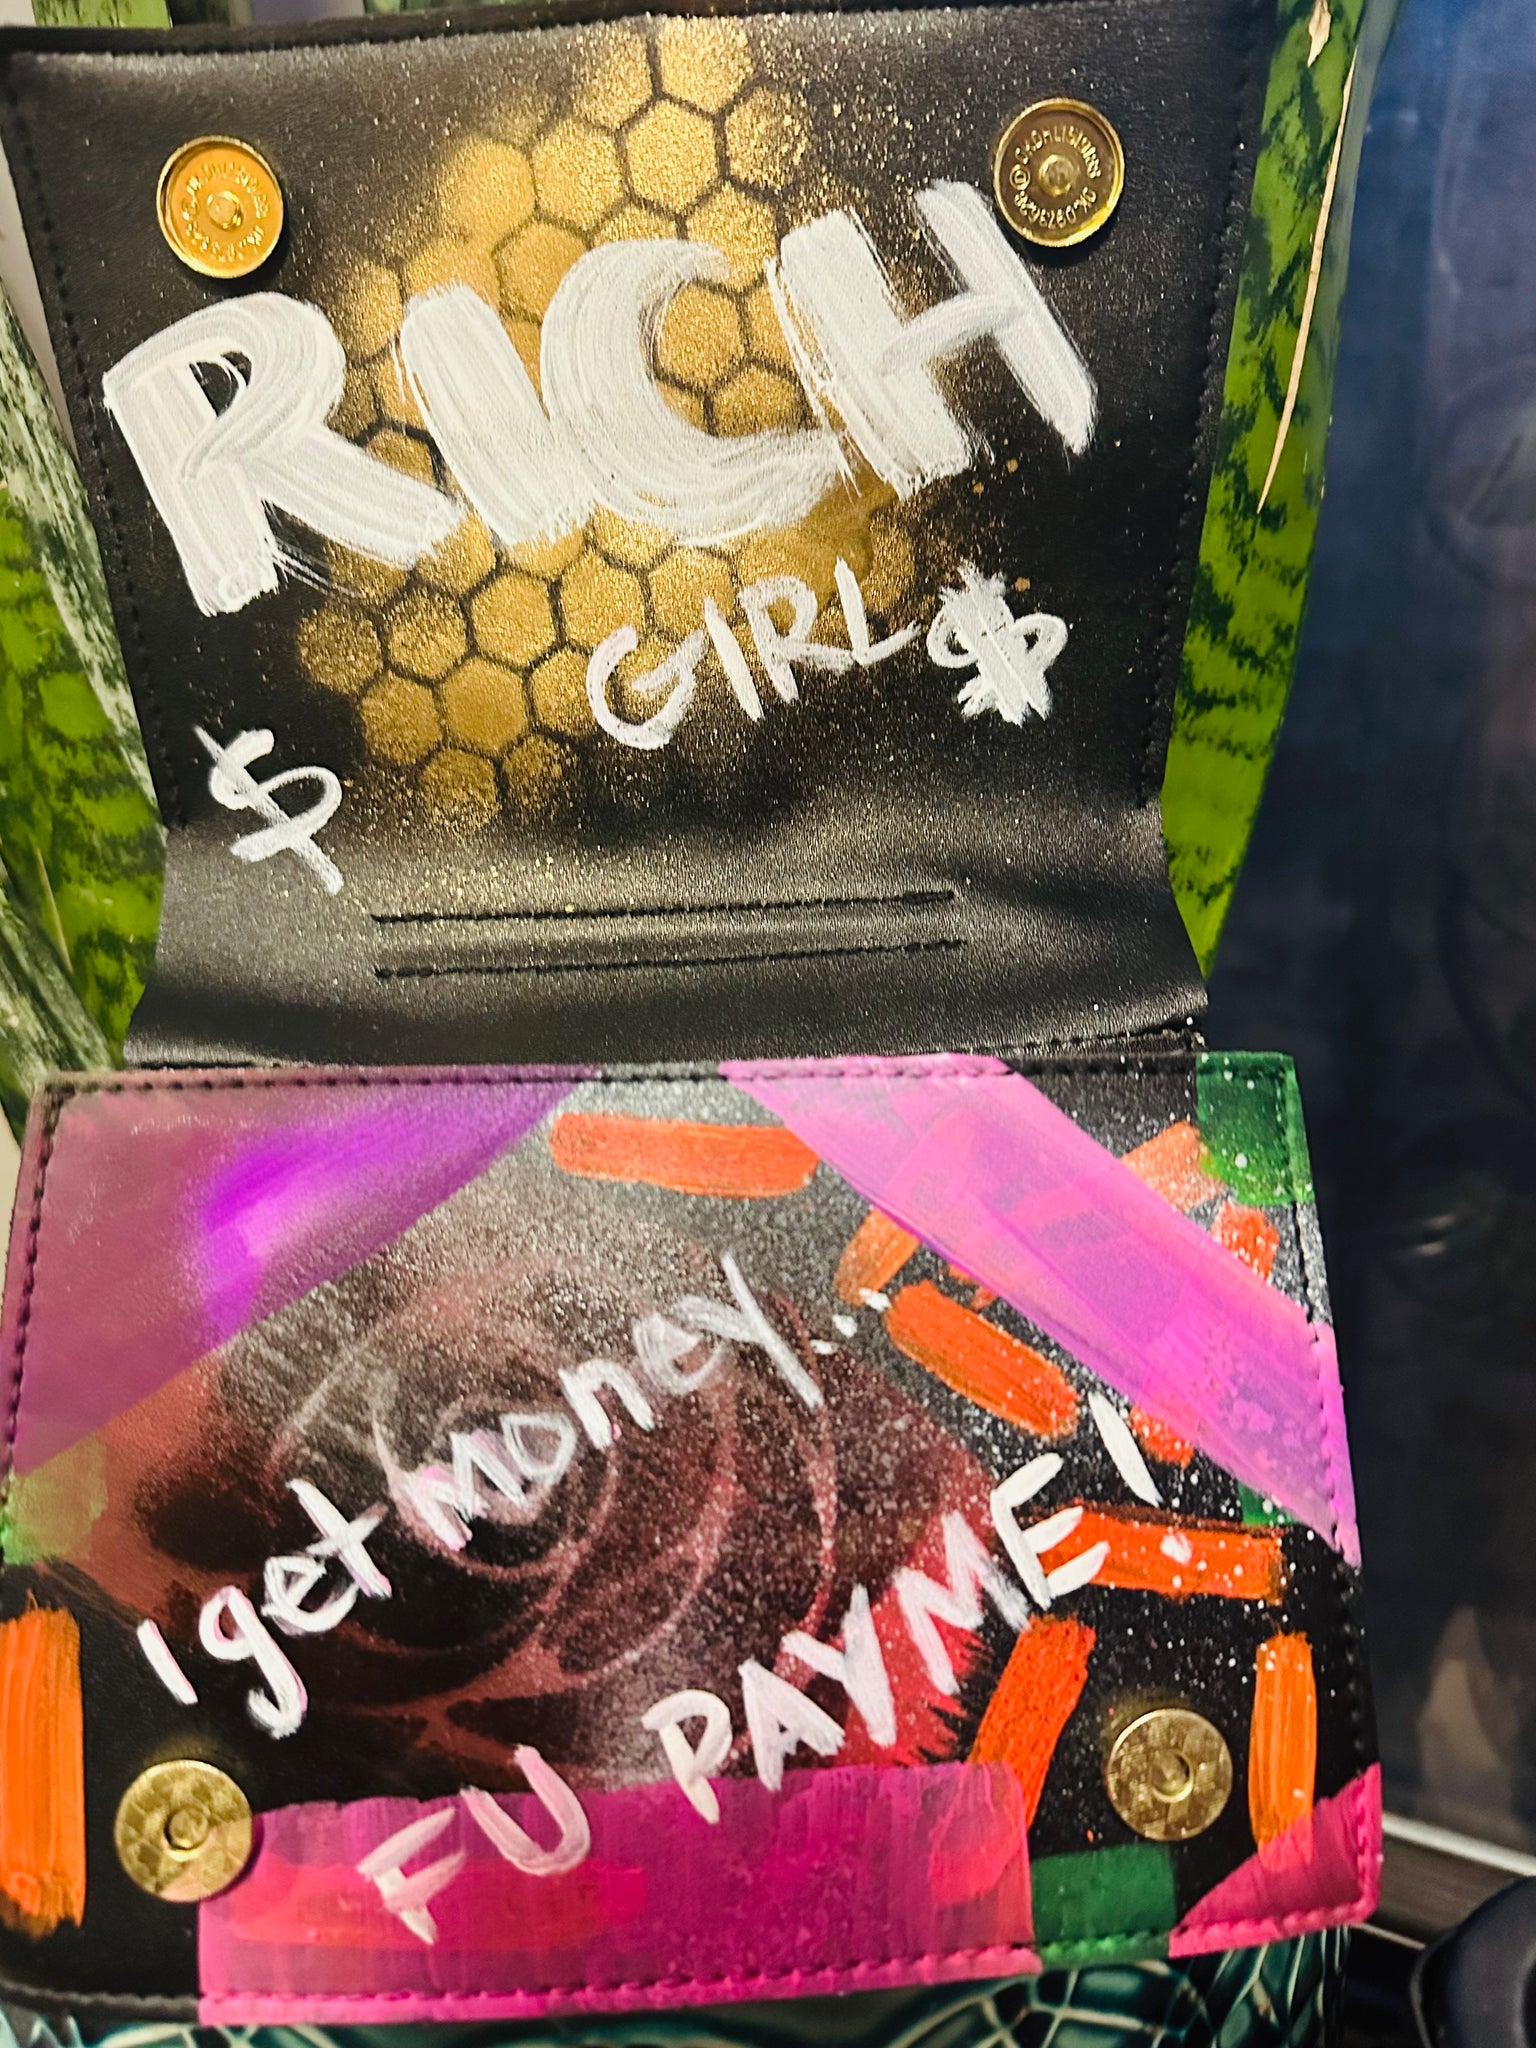 RICH
GIRL $
$
I get money..
FU PAYME!